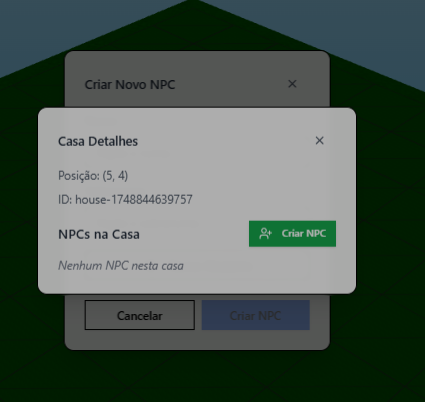 Criar Novo NPC
Casa Detalhes
Posição: (5, 4)
ID: house-1748844639757
NPCs na Casa
Criar NPC
Nenhum NPC nesta casa
Cancelar
Criar NPC